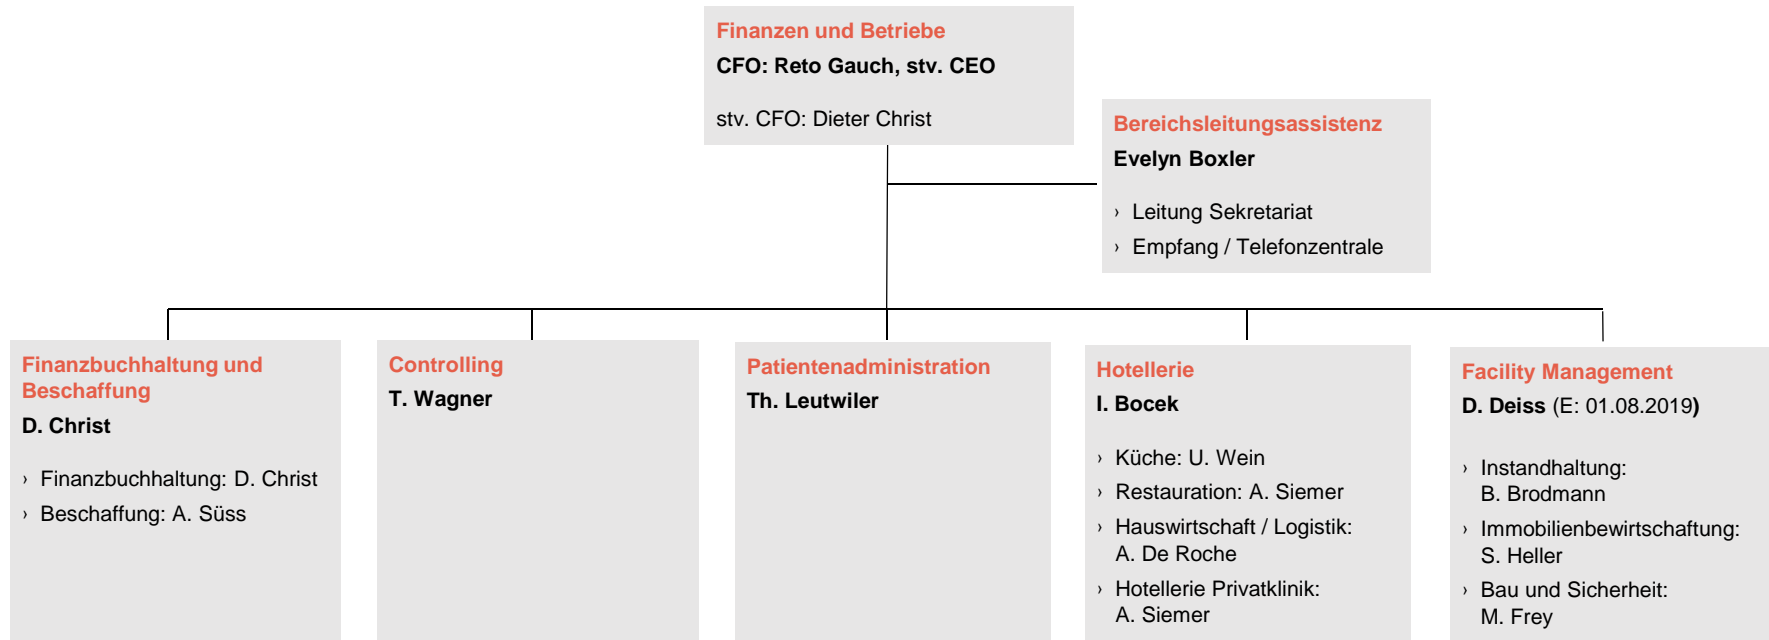 Finanzen und Betriebe
CFO: Reto Gauch, stv. CEO
stv. CFO: Dieter Christ
Bereichsleitungsassistenz
Evelyn Boxler
› Leitung Sekretariat
› Empfang / Telefonzentrale
Finanzbuchhaltung und
Beschaffung
D. Christ
› Finanzbuchhaltung: D. Christ
› Beschaffung: A. Süss
Controlling
T. Wagner
Patientenadministration
Th. Leutwiler
Hotellerie
I. Bocek
› Küche: U. Wein
› Restauration: A. Siemer
› Hauswirtschaft / Logistik:
A. De Roche
› Hotellerie Privatklinik:
A. Siemer
Facility Management
D. Deiss (E: 01.08.2019)
› Instandhaltung:
B. Brodmann
› Immobilienbewirtschaftung:
S. Heller
› Bau und Sicherheit:
M. Frey